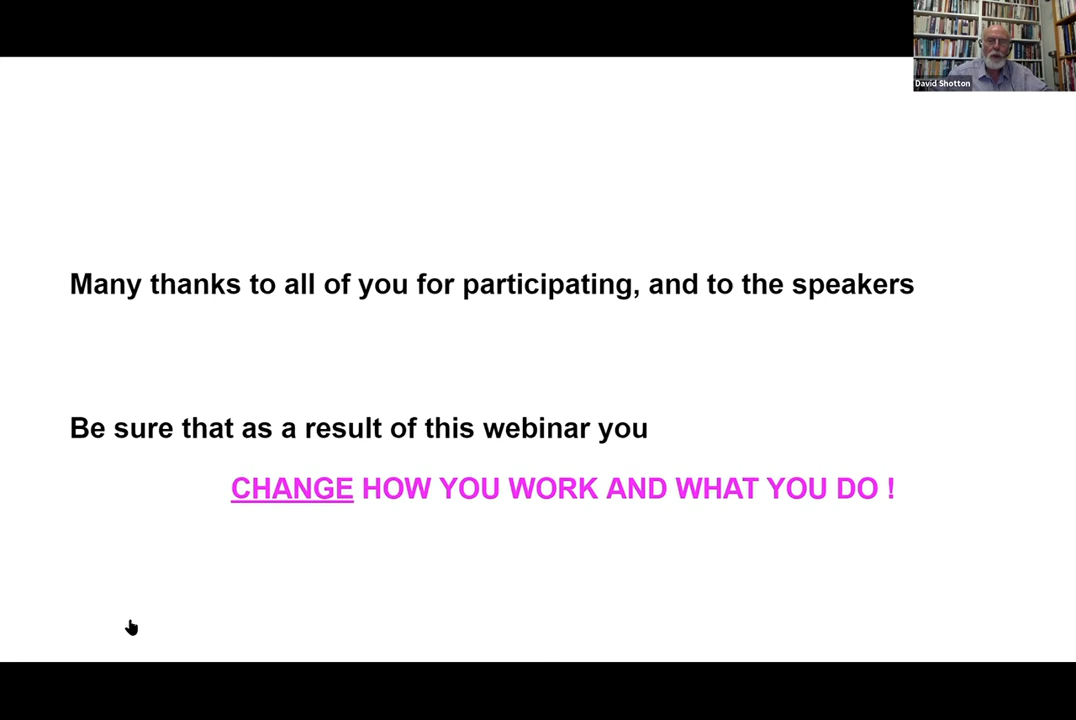 David Shotton
Many thanks to all of you for participating, and to the speakers
Be sure that as a result of this webinar you
CHANGE HOW YOU WORK AND WHAT YOU DO !